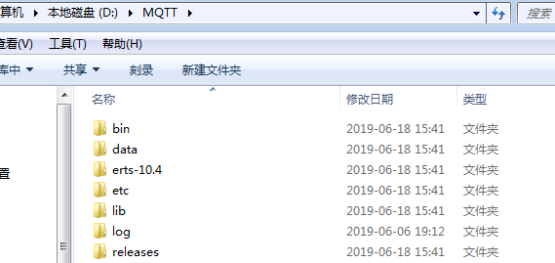 算机 ▸ 本地磁盘 (D:) ▸ MQTT ▸ 搜索
查看(V) 工具(T) 帮助(H)
库中 共享 刻录 新建文件夹
名称 修改日期 类型
bin 2019-06-18 15:41 文件夹
data 2019-06-18 15:41 文件夹
erts-10.4 2019-06-18 15:41 文件夹
置 etc 2019-06-18 15:41 文件夹
lib 2019-06-18 15:41 文件夹
log 2019-06-06 19:12 文件夹
releases 2019-06-18 15:41 文件夹